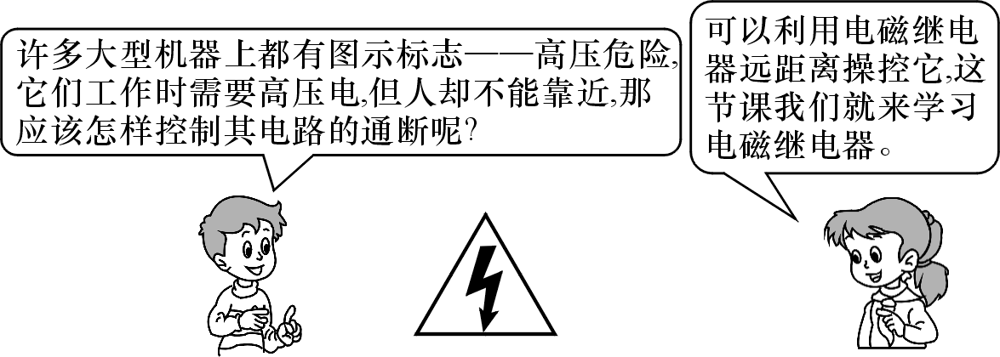 许多大型机器上都有图示标志——高压危险,
它们工作时需要高压电,但人却不能靠近,那
应该怎样控制其电路的通断呢?
可以利用电磁继电
器远距离操控它,这
节课我们就来学习
电磁继电器。